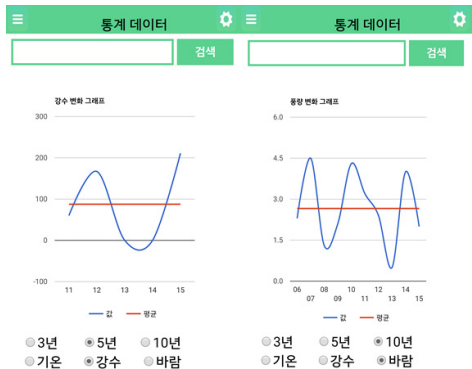 통계 데이터
검색
강수 변화 그래프
300
200
100
0
-100
11 12 13 14 15
값 평균
3년 5년 10년
기온 강수 바람
통계 데이터
검색
풍량 변화 그래프
6.0
4.5
3.0
1.5
0.0
06 08 10 12 14
07 09 11 13 15
값 평균
3년 5년 10년
기온 강수 바람